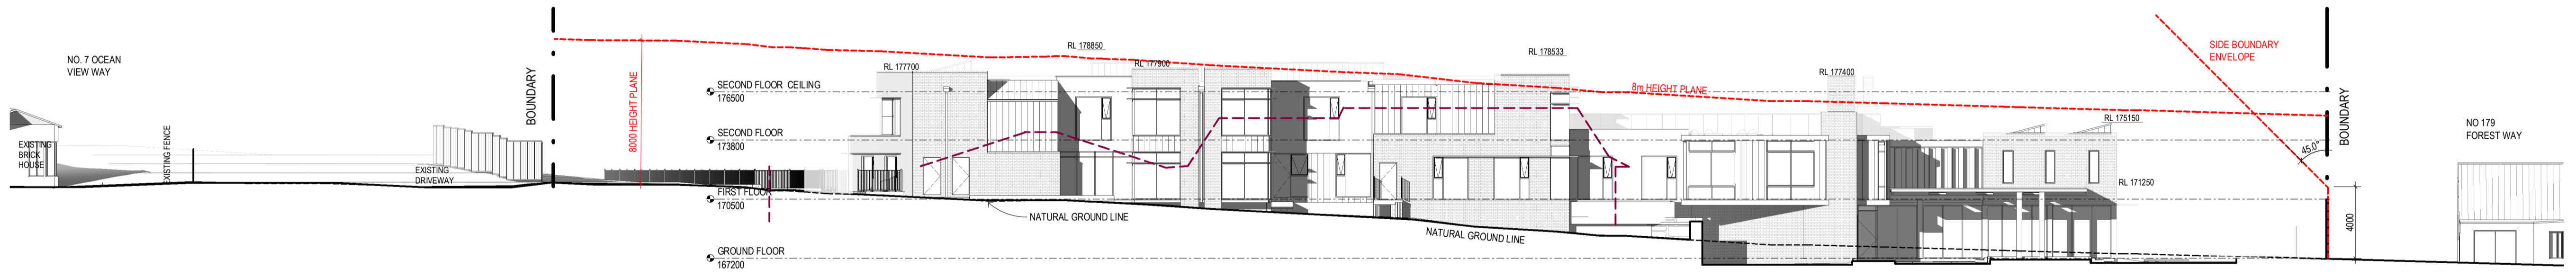 NO. 7 OCEAN
VIEW WAY
EXISTING
BRICK
HOUSE
EXISTING FENCE
EXISTING
DRIVEWAY
BOUNDARY
8000 HEIGHT PLANE
SECOND FLOOR CEILING
176500
SECOND FLOOR
173800
FIRST FLOOR
170500
GROUND FLOOR
167200
RL 177700
RL 178850
RL 177900
RL 178533
8m HEIGHT PLANE
RL 177400
RL 175150
RL 171250
NATURAL GROUND LINE
NATURAL GROUND LINE
SIDE BOUNDARY
ENVELOPE
45.0°
BOUNDARY
4000
NO 179
FOREST WAY